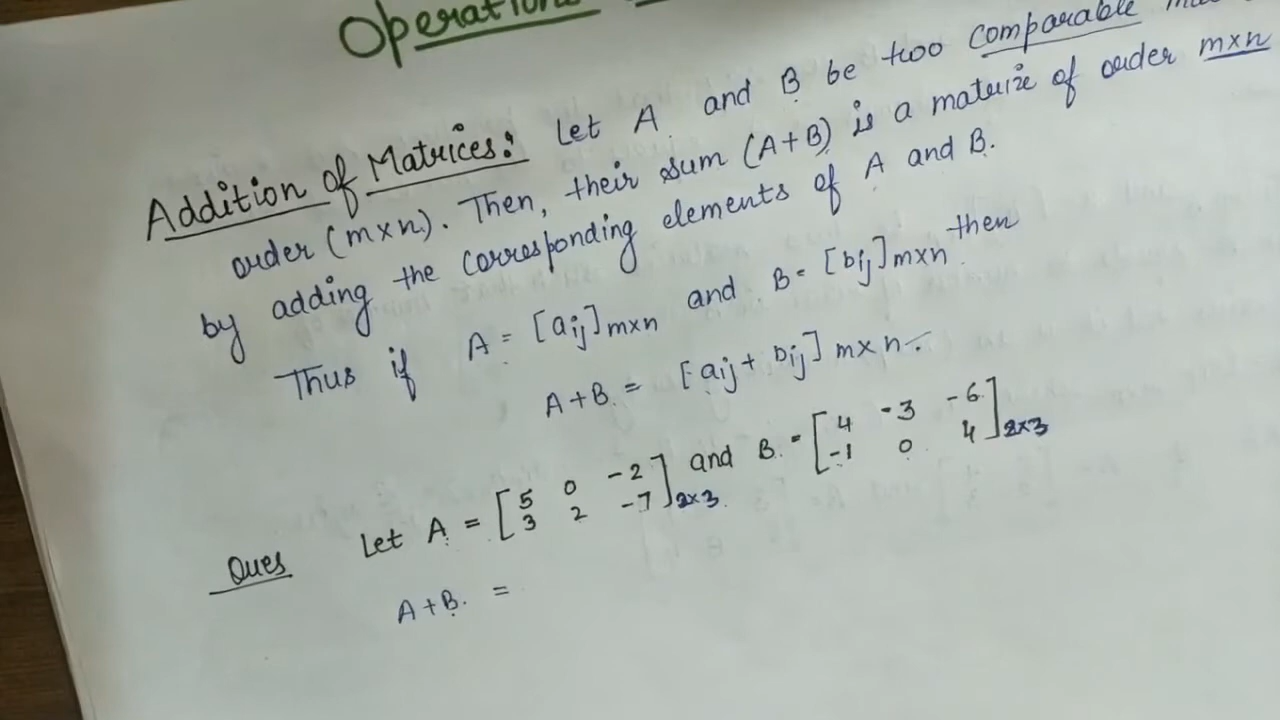 Operations
Addition of Matrices: Let A and B be two comparable
order (m×n). Then, their sum (A+B) is a matrix of order m×n
by adding the corresponding elements of A and B.
Thus if A = [aij]m×n and B = [bij]m×n then
A+B = [aij + bij] m×n.
Ques Let A = [5 0 -2 and B = [4 -3 -6
3 2 -7]2×3 -1 0 4]2×3
A+B =